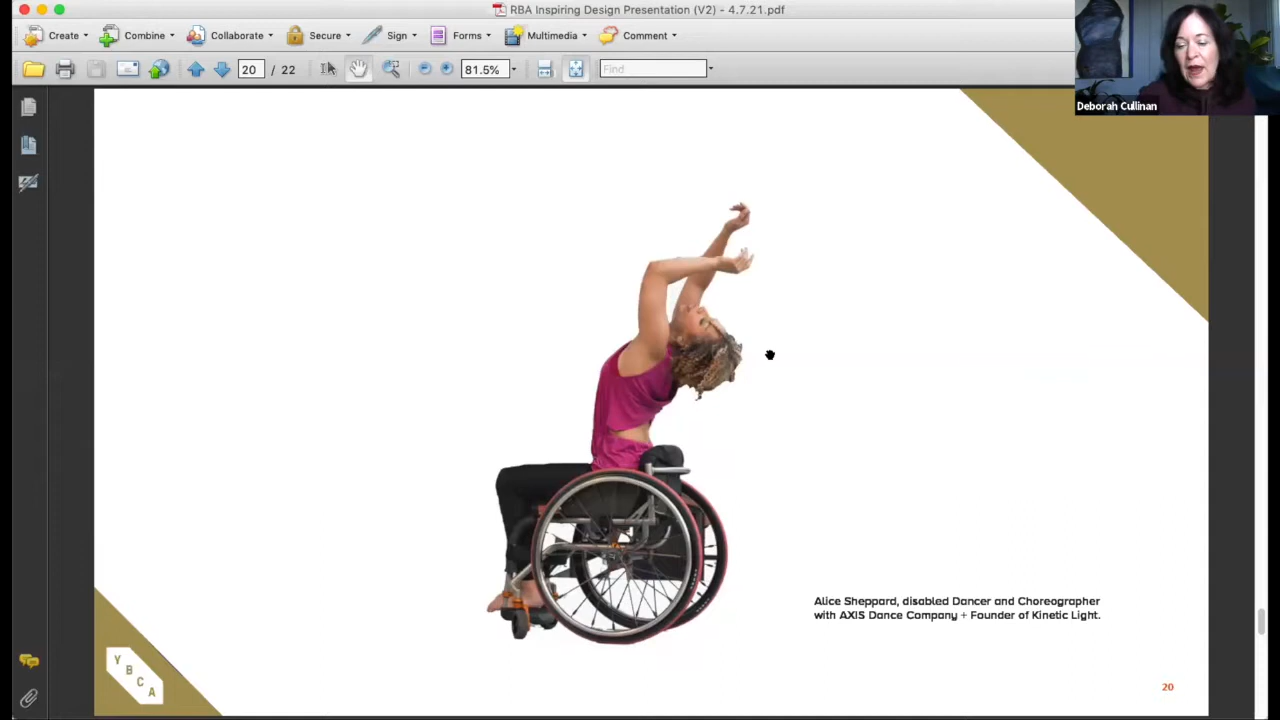 RBA Inspiring Design Presentation (V2) - 4.7.21.pdf
Create
Combine
Collaborate
Secure
Sign
Forms
Multimedia
Comment
20 / 22
81.5%
Find
Deborah Cullinan
Alice Sheppard, disabled Dancer and Choreographer
with AXIS Dance Company + Founder of Kinetic Light.
Y
B
C
A
20